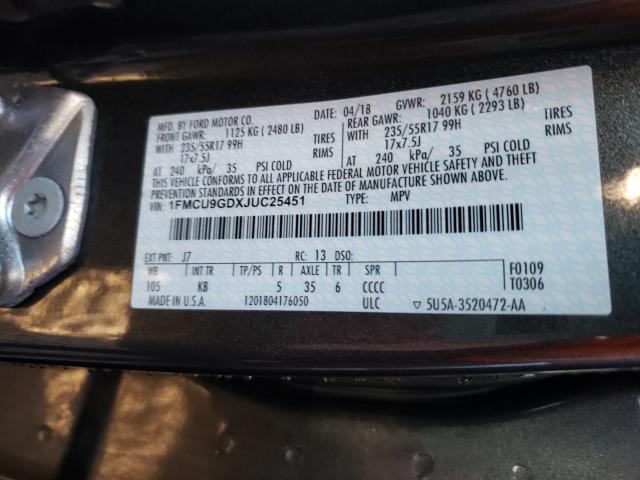 MFD. BY FORD MOTOR CO.
DATE: 04/18 GVWR: 2159 KG ( 4760 LB)
FRONT GAWR: 1125 KG ( 2480 LB)
REAR GAWR: 1040 KG ( 2293 LB)
WITH 235/55R17 99H TIRES
WITH 235/55R17 99H TIRES
17x7.5J RIMS
17x7.5J RIMS
AT 240 kPa/ 35 PSI COLD
AT 240 kPa/ 35 PSI COLD
THIS VEHICLE CONFORMS TO ALL APPLICABLE FEDERAL MOTOR VEHICLE SAFETY AND THEFT
PREVENTION STANDARDS IN EFFECT ON THE DATE OF MANUFACTURE SHOWN ABOVE.
VIN: 1FMCU9GDXJUC25451
TYPE: MPV
EXT PNT: J7 RC: 13 DSO:
WB INT TR TP/PS R AXLE TR SPR
F0109
105 KB 5 35 6 CCCC
T0306
MADE IN U.S.A. 1201804176050 ULC
▽ 5U5A-3520472-AA